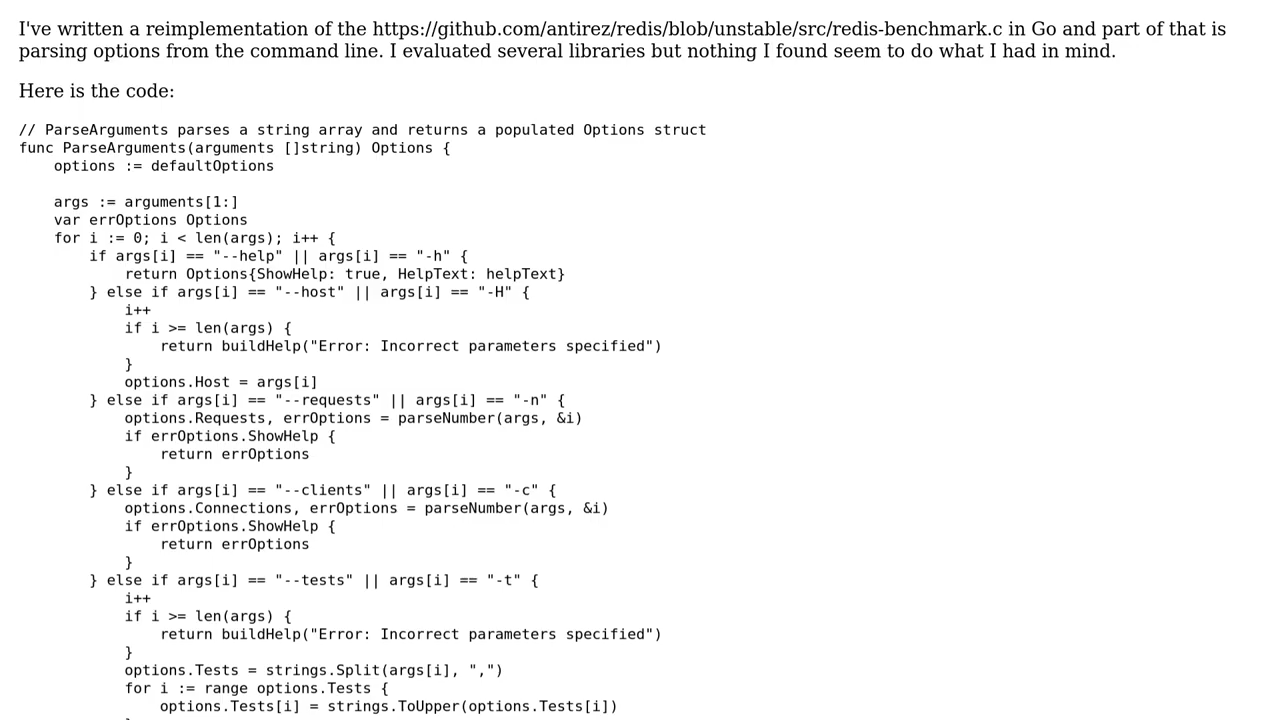 I've written a reimplementation of the https://github.com/antirez/redis/blob/unstable/src/redis-benchmark.c in Go and part of that is
parsing options from the command line. I evaluated several libraries but nothing I found seem to do what I had in mind.
Here is the code:
// ParseArguments parses a string array and returns a populated Options struct
func ParseArguments(arguments []string) Options {
    options := defaultOptions
    args := arguments[1:]
    var errOptions Options
    for i := 0; i < len(args); i++ {
        if args[i] == "--help" || args[i] == "-h" {
            return Options{ShowHelp: true, HelpText: helpText}
        } else if args[i] == "--host" || args[i] == "-H" {
            i++
            if i >= len(args) {
                return buildHelp("Error: Incorrect parameters specified")
            }
            options.Host = args[i]
        } else if args[i] == "--requests" || args[i] == "-n" {
            options.Requests, errOptions = parseNumber(args, &i)
            if errOptions.ShowHelp {
                return errOptions
            }
        } else if args[i] == "--clients" || args[i] == "-c" {
            options.Connections, errOptions = parseNumber(args, &i)
            if errOptions.ShowHelp {
                return errOptions
            }
        } else if args[i] == "--tests" || args[i] == "-t" {
            i++
            if i >= len(args) {
                return buildHelp("Error: Incorrect parameters specified")
            }
            options.Tests = strings.Split(args[i], ",")
            for i := range options.Tests {
                options.Tests[i] = strings.ToUpper(options.Tests[i])